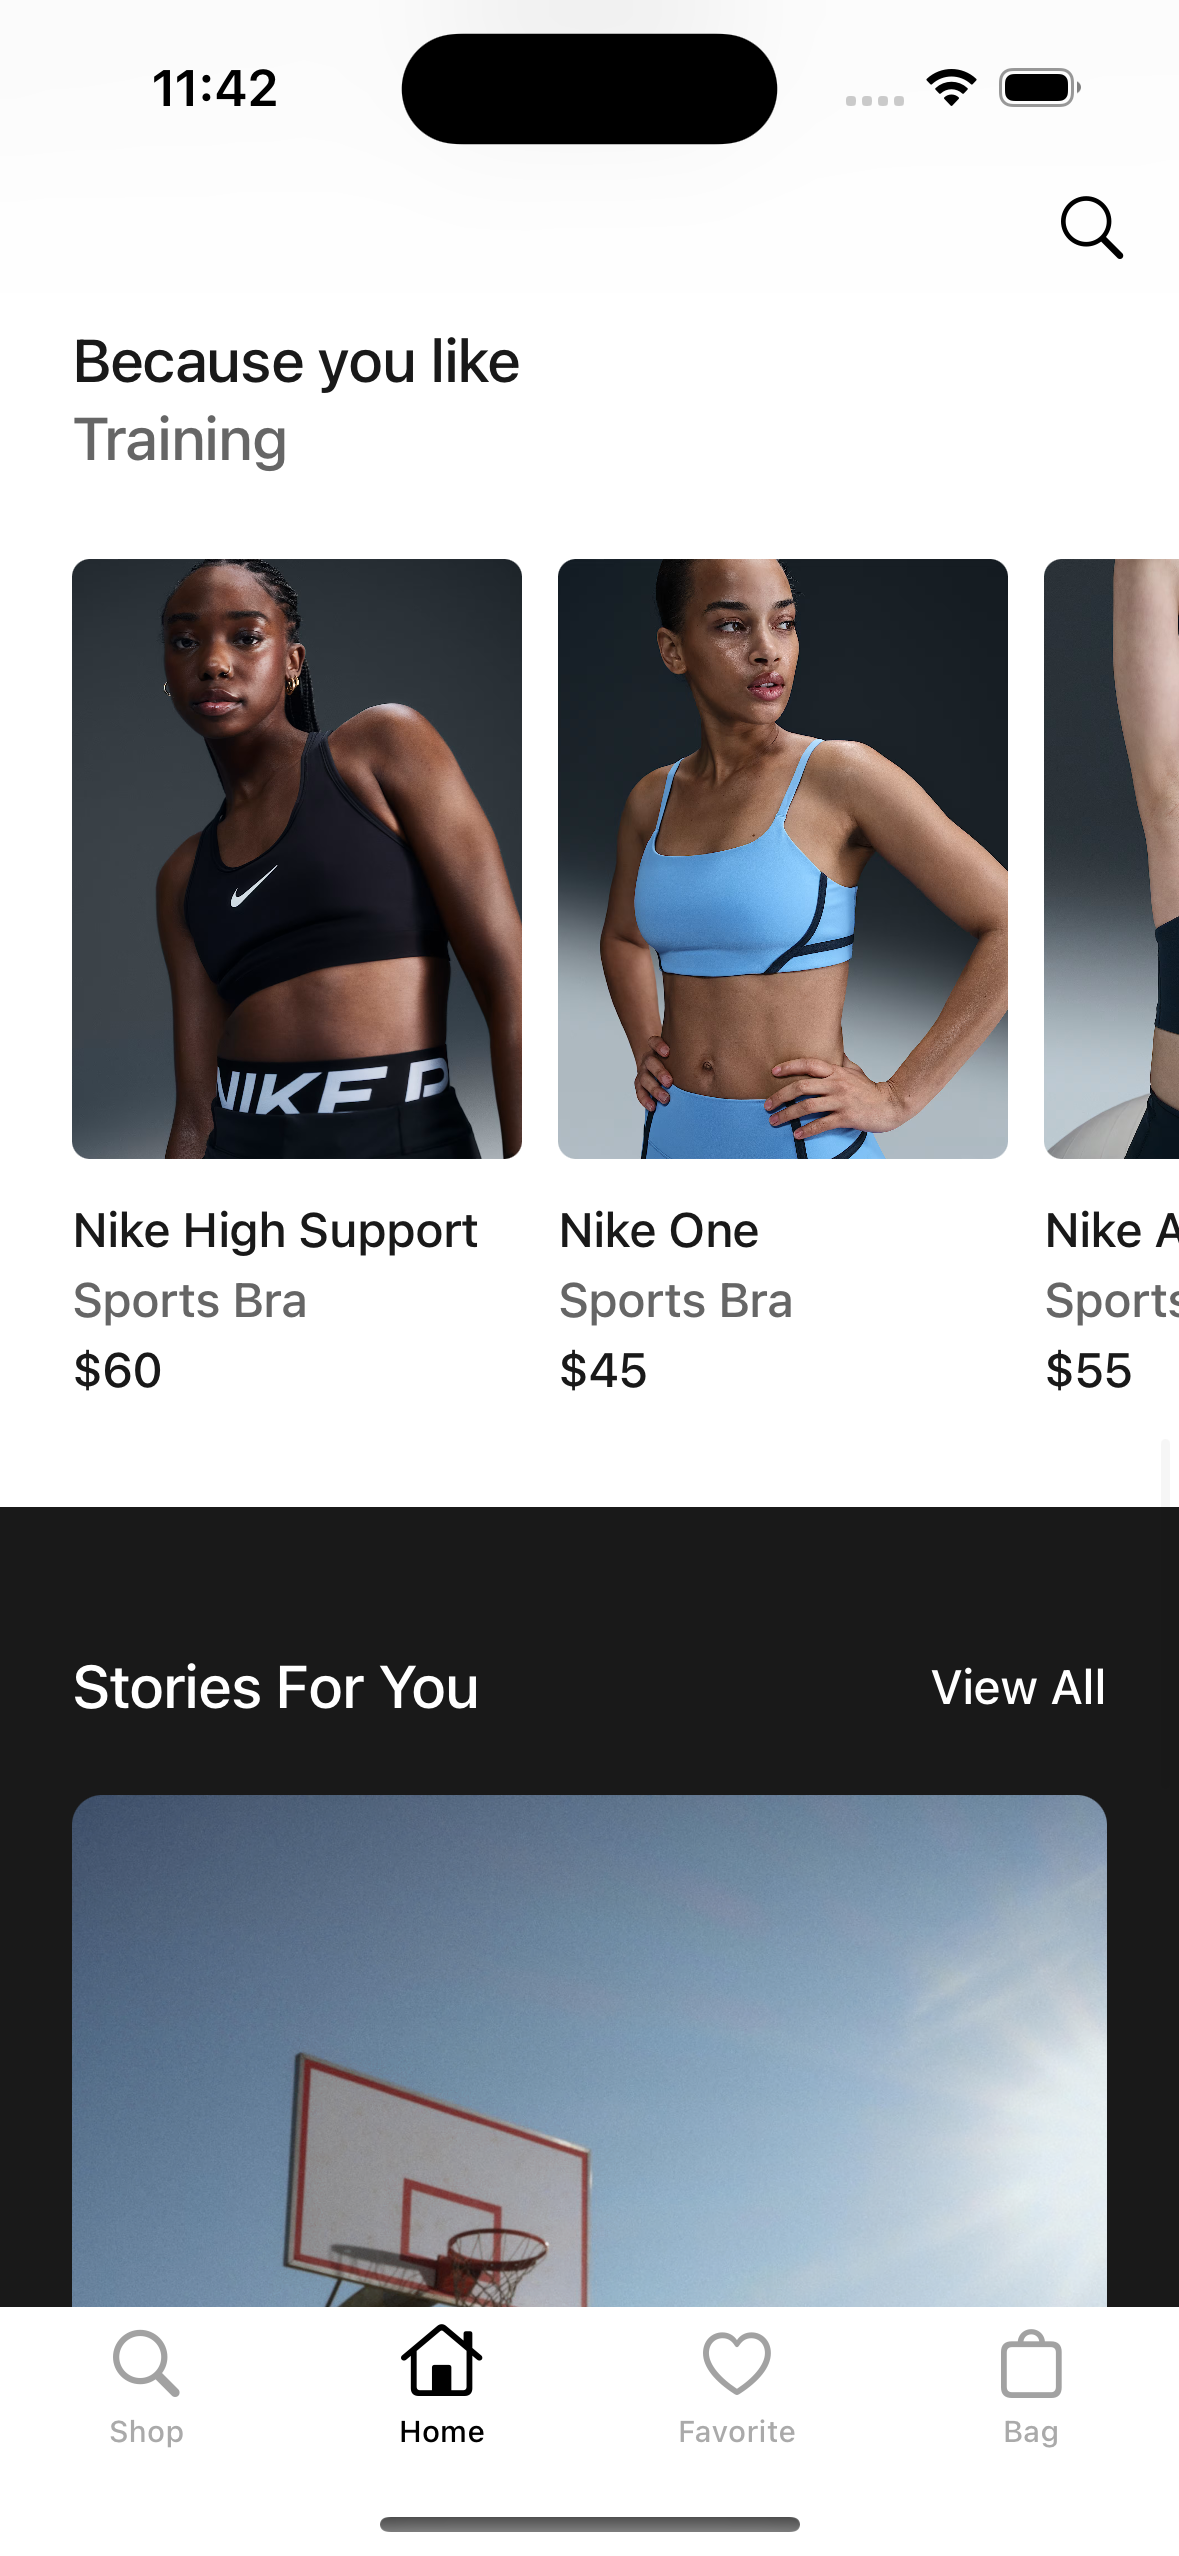 11:42
Because you like
Training
NIKE P
Nike High Support
Sports Bra
$60
Nike One
Sports Bra
$45
Nike A
Sports
$55
Stories For You
View All
Shop
Home
Favorite
Bag